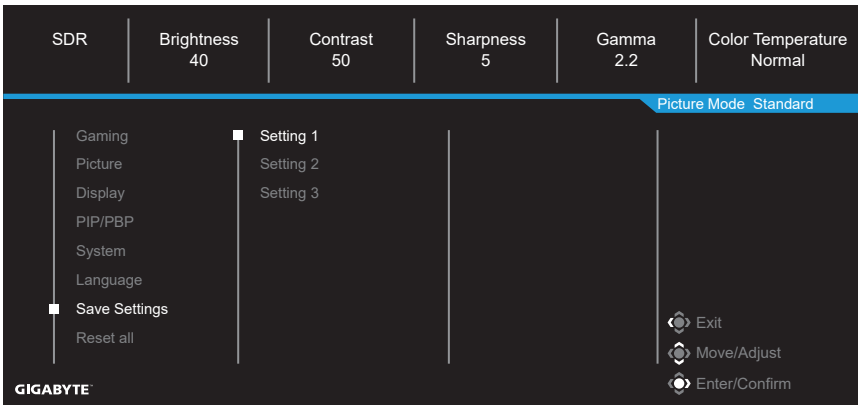 SDR
Brightness
40
Contrast
50
Sharpness
5
Gamma
2.2
Color Temperature
Normal
Picture Mode Standard
Gaming
Picture
Display
PIP/PBP
System
Language
Save Settings
Reset all
Setting 1
Setting 2
Setting 3
Exit
Move/Adjust
Enter/Confirm
GIGABYTE™